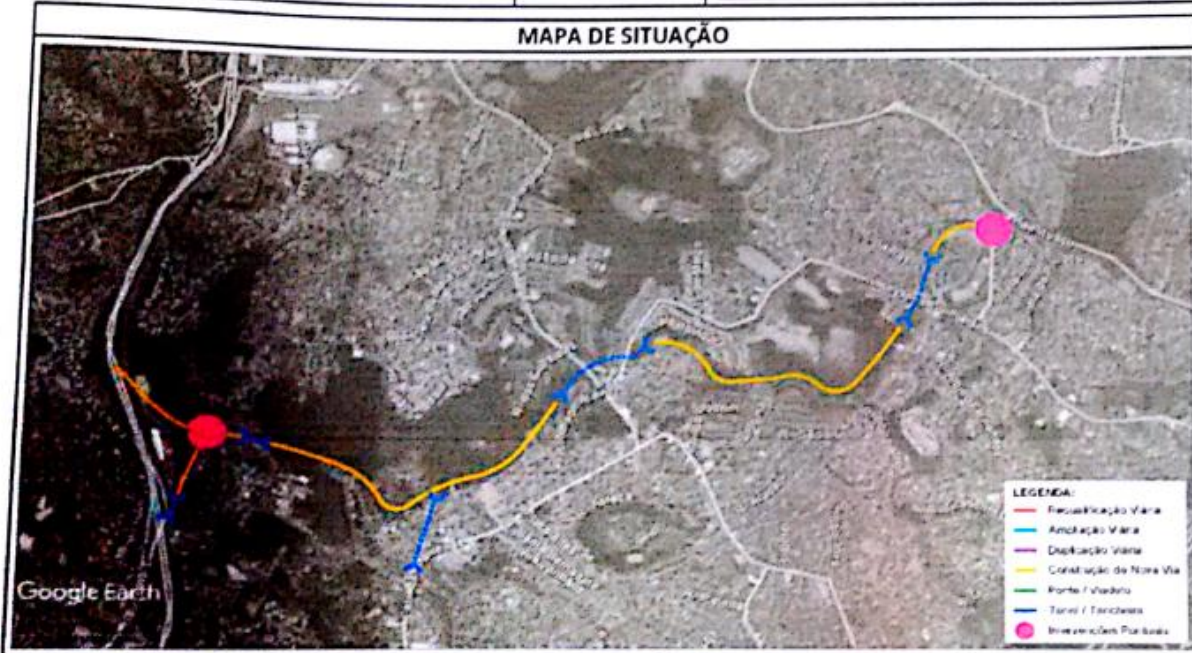 MAPA DE SITUAÇÃO
Google Earth
LEGENDA:
Requalificação Viária
Ampliação Viária
Duplicação Viária
Construção de Nova Via
Ponte / Viaduto
Túnel / Trincheira
Intervenções Pontuais